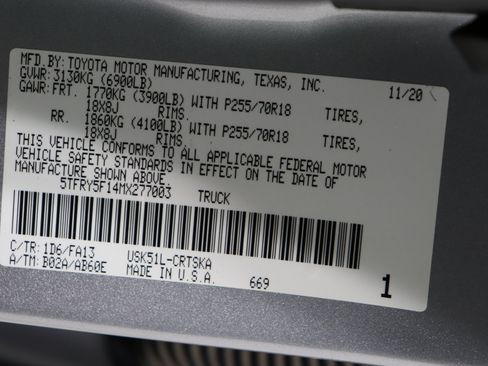 MFD.BY: TOYOTA MOTOR MANUFACTURING, TEXAS, INC. 11/20
GVWR: 3130KG (6900LB)
GAWR: FRT. 1770KG (3900LB) WITH P255/70R18 TIRES,
18X8J RIMS
RR. 1860KG (4100LB) WITH P255/70R18 TIRES,
18X8J RIMS
THIS VEHICLE CONFORMS TO ALL APPLICABLE FEDERAL MOTOR
VEHICLE SAFETY STANDARDS IN EFFECT ON THE DATE OF
MANUFACTURE SHOWN ABOVE.
5TFRY5F14MX277003 TRUCK
C/TR: 1D6/FA13 USK51L-CRTSKA
A/TM: B02A/AB60E MADE IN U.S.A. 669 1